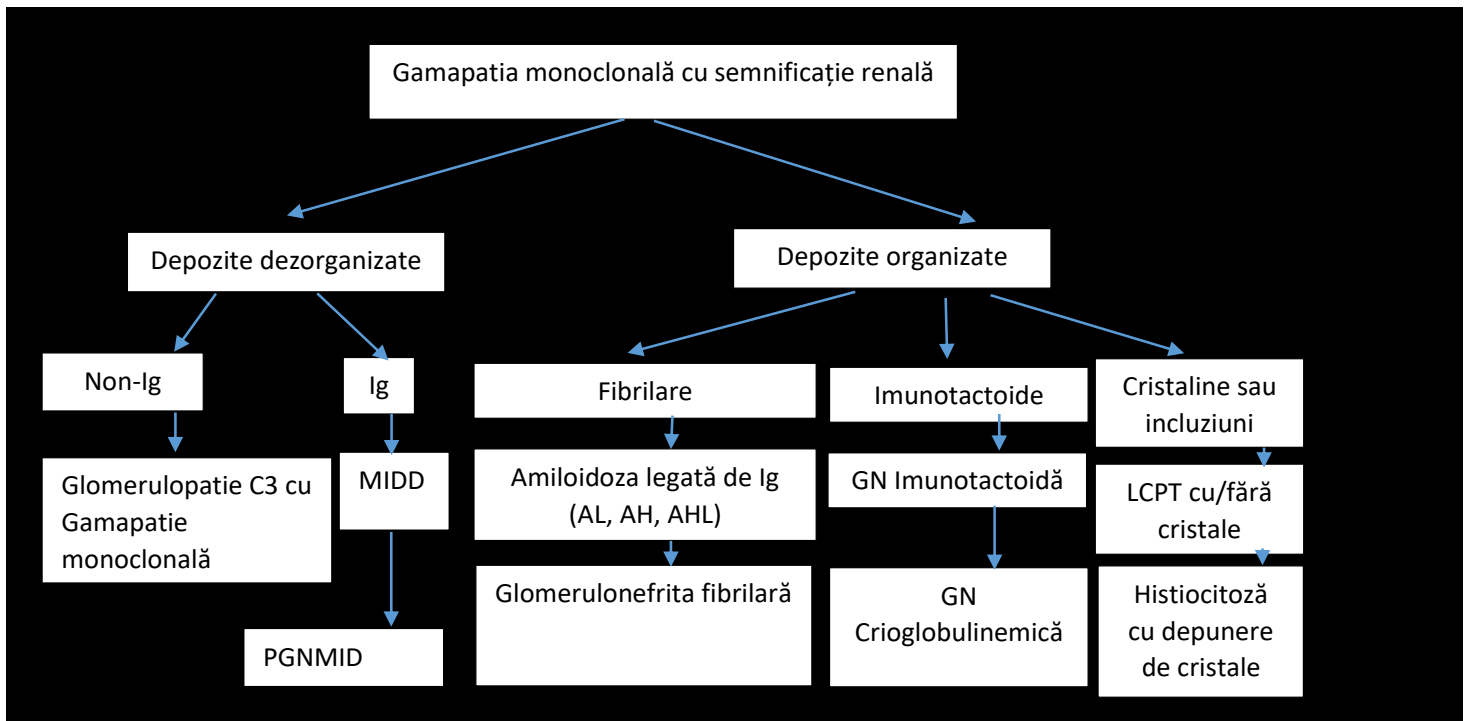 Gamapatia monoclonală cu semnificație renală
Depozite dezorganizate
Depozite organizate
Non-Ig
Ig
Fibrilare
Imunotactoide
Cristaline sau
incluziuni
Glomerulopatie C3 cu
Gamapatie
monoclonală
MIDD
Amiloidoza legată de Ig
(AL, AH, AHL)
GN Imunotactoidă
LCPT cu/fără
cristale
PGNMID
Glomerulonefrita fibrilară
GN
Crioglobulinemică
Histiocitoză
cu depunere
de cristale